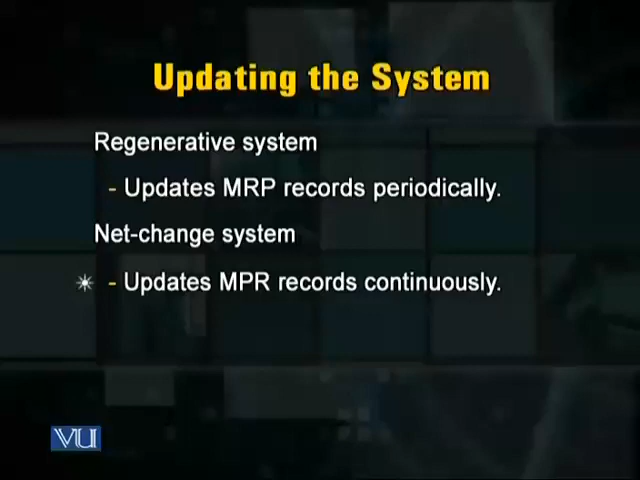 Updating the System
Regenerative system
- Updates MRP records periodically.
Net-change system
- Updates MPR records continuously.
VU